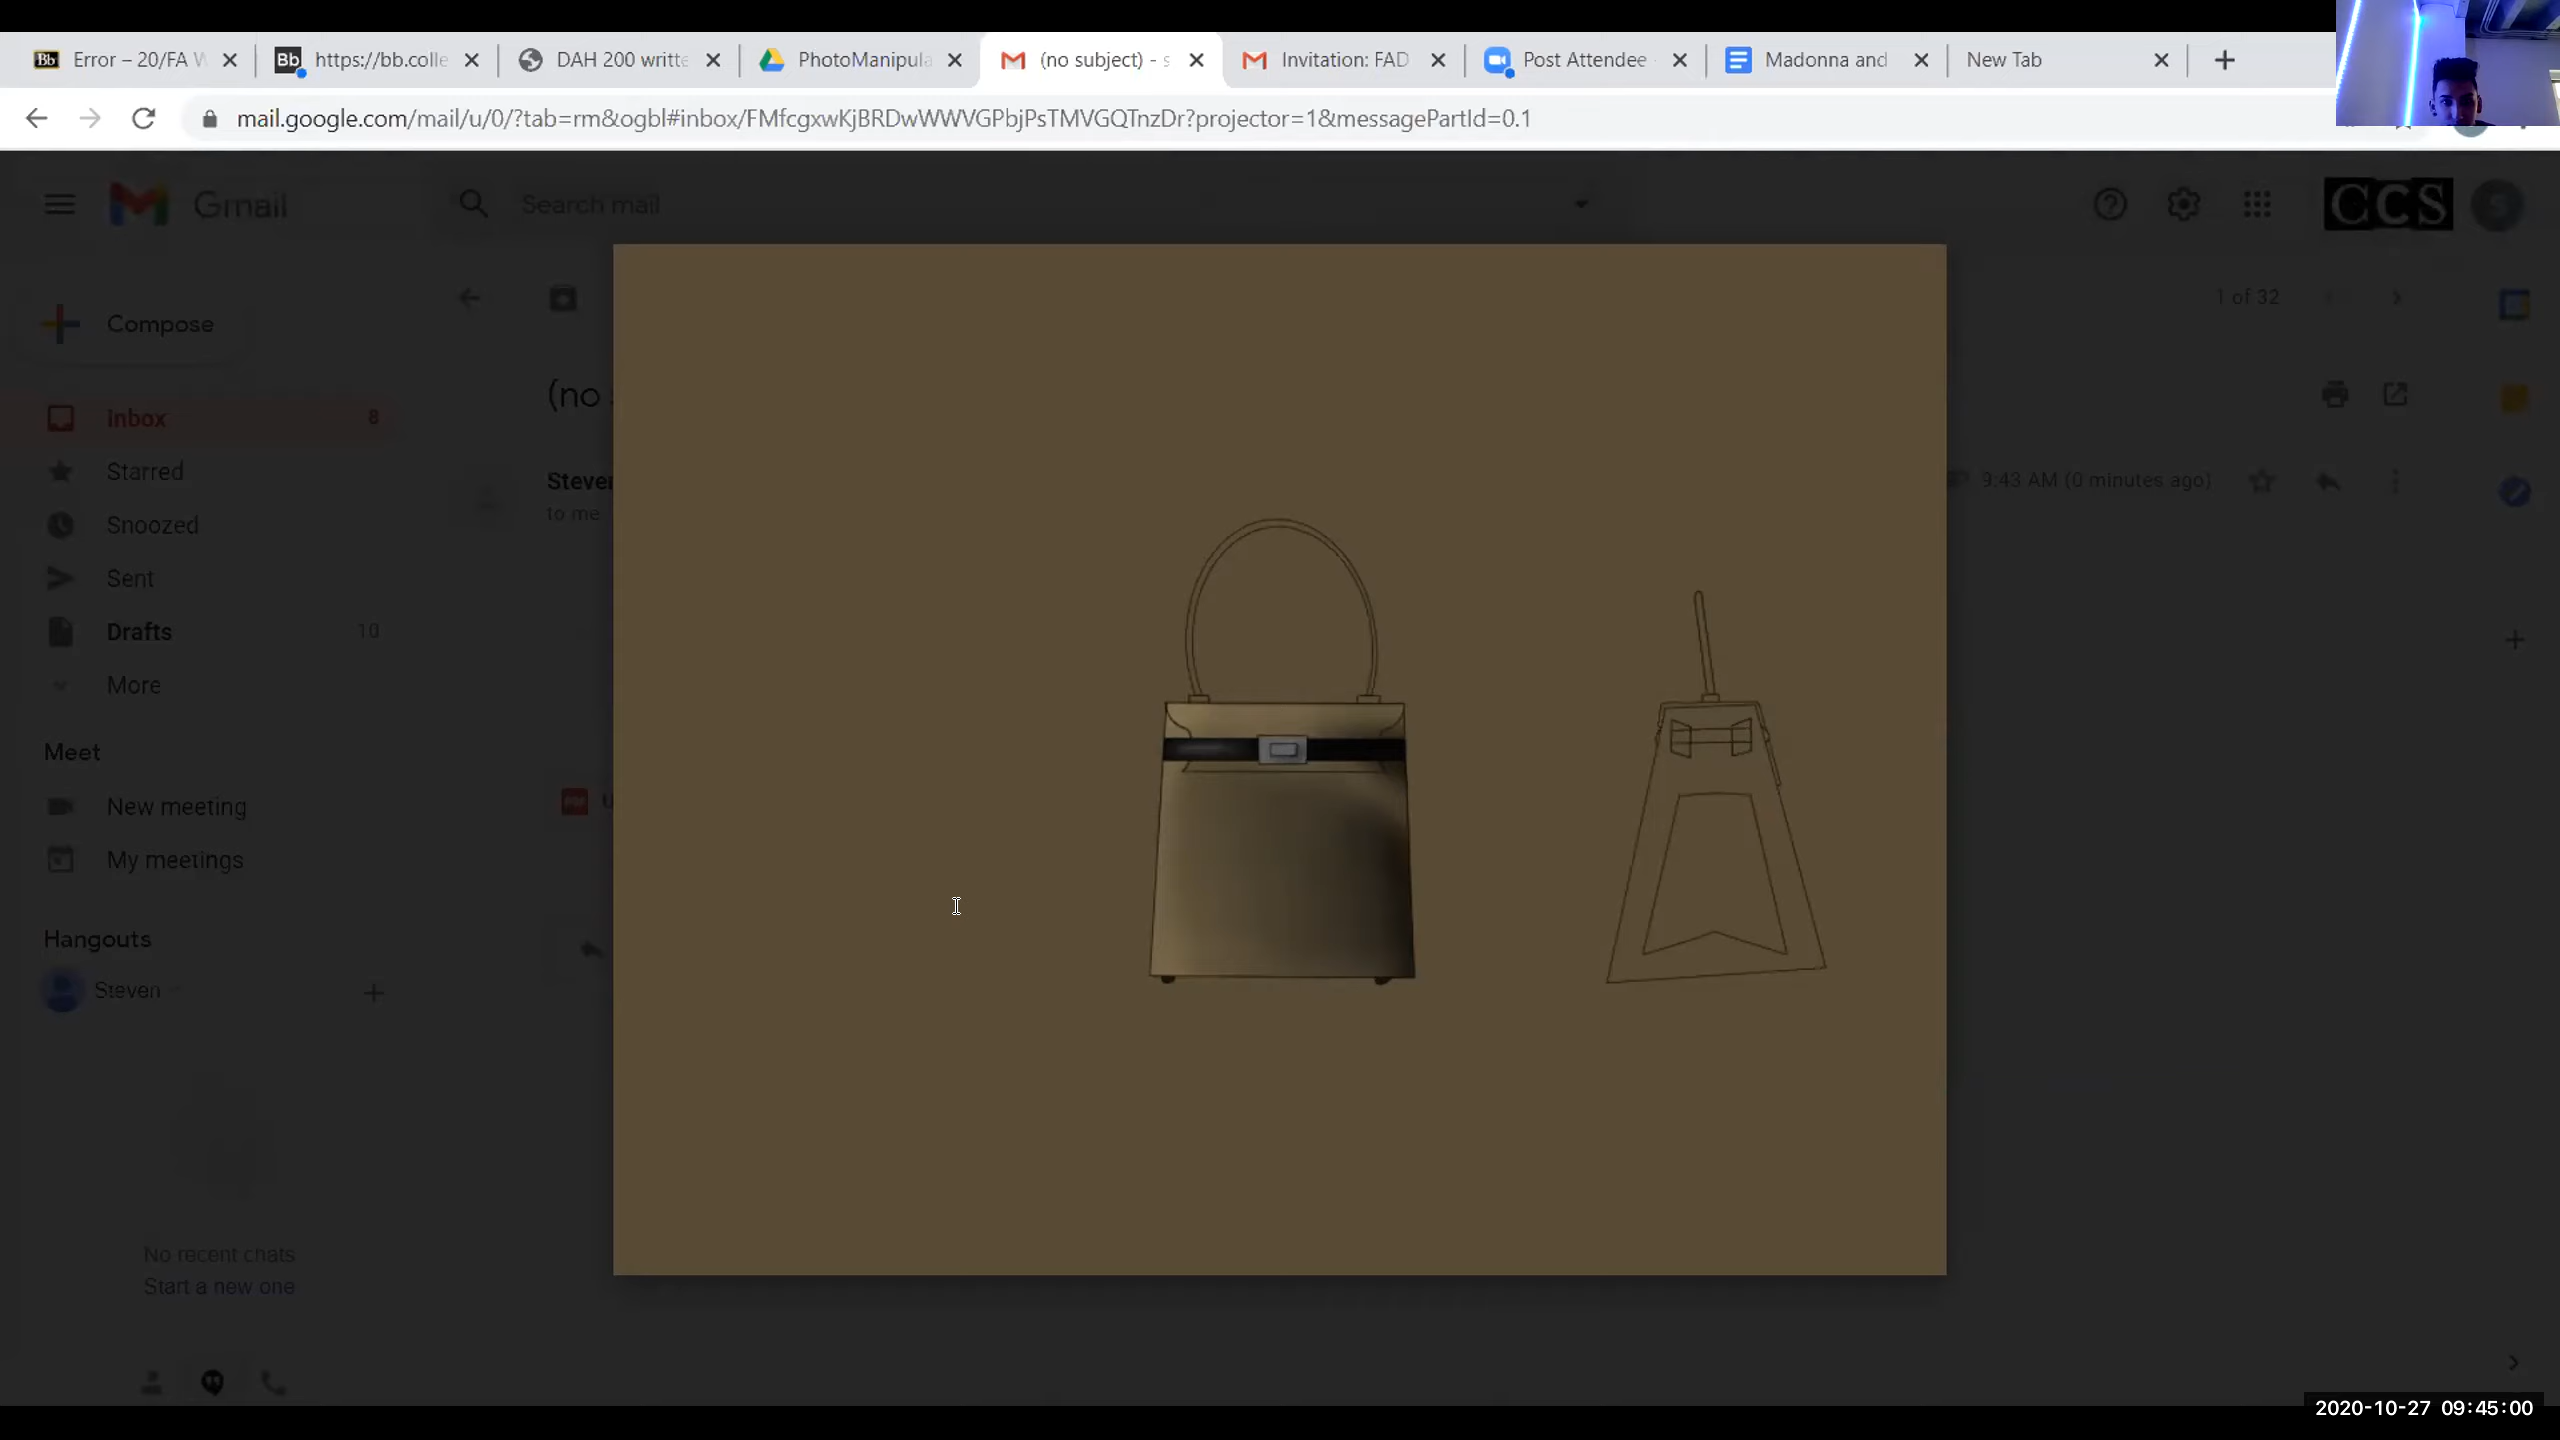 Bb Error – 20/FA W
Bb https://bb.colle
DAH 200 writte
PhotoManipula
(no subject) - s
Invitation: FAD
Post Attendee
Madonna and
New Tab
mail.google.com/mail/u/0/?tab=rm&ogbl#inbox/FMfcgxwKjBRDwWWVGPbjPsTMVGQTnzDr?projector=1&messagePartId=0.1
Gmail
Search mail
CCS
S
Compose
1 of 32
(no
Inbox 8
Starred
Steven
9:43 AM (0 minutes ago)
to me
Snoozed
Sent
Drafts 10
More
Meet
New meeting
PDF U
My meetings
Hangouts
Steven
No recent chats
Start a new one
2020-10-27 09:45:00